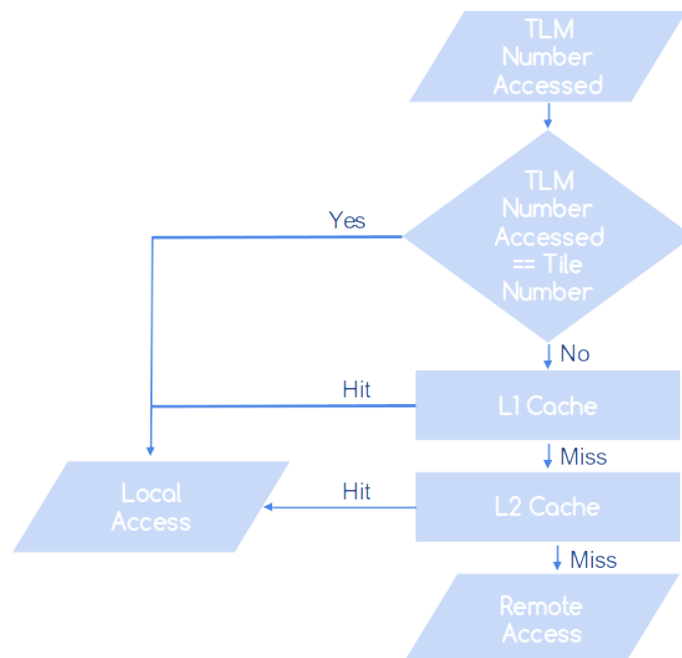 TLM
Number
Accessed
TLM
Number
Accessed
== Tile
Number
Yes
No
Hit
L1 Cache
Miss
Local
Access
Hit
L2 Cache
Miss
Remote
Access